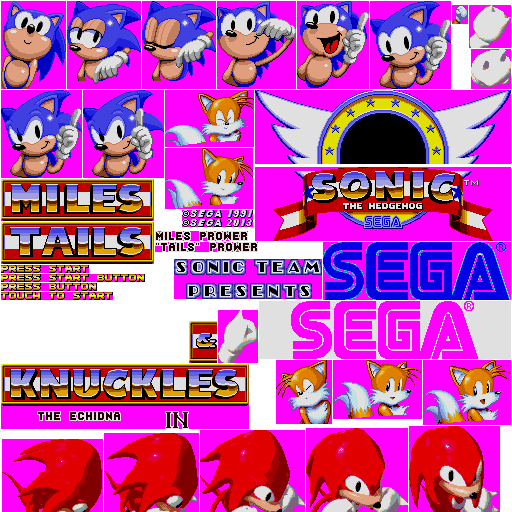 MILES
TAILS
©SEGA 1991
©SEGA 2013
MILES PROWER
"TAILS" PROWER
PRESS START
PRESS START BUTTON
PRESS BUTTON
TOUCH TO START
SONIC TEAM
PRESENTS
SONIC TM
THE HEDGEHOG
SEGA
SEGA®
SEGA®
&
KNUCKLES
THE ECHIDNA
IN